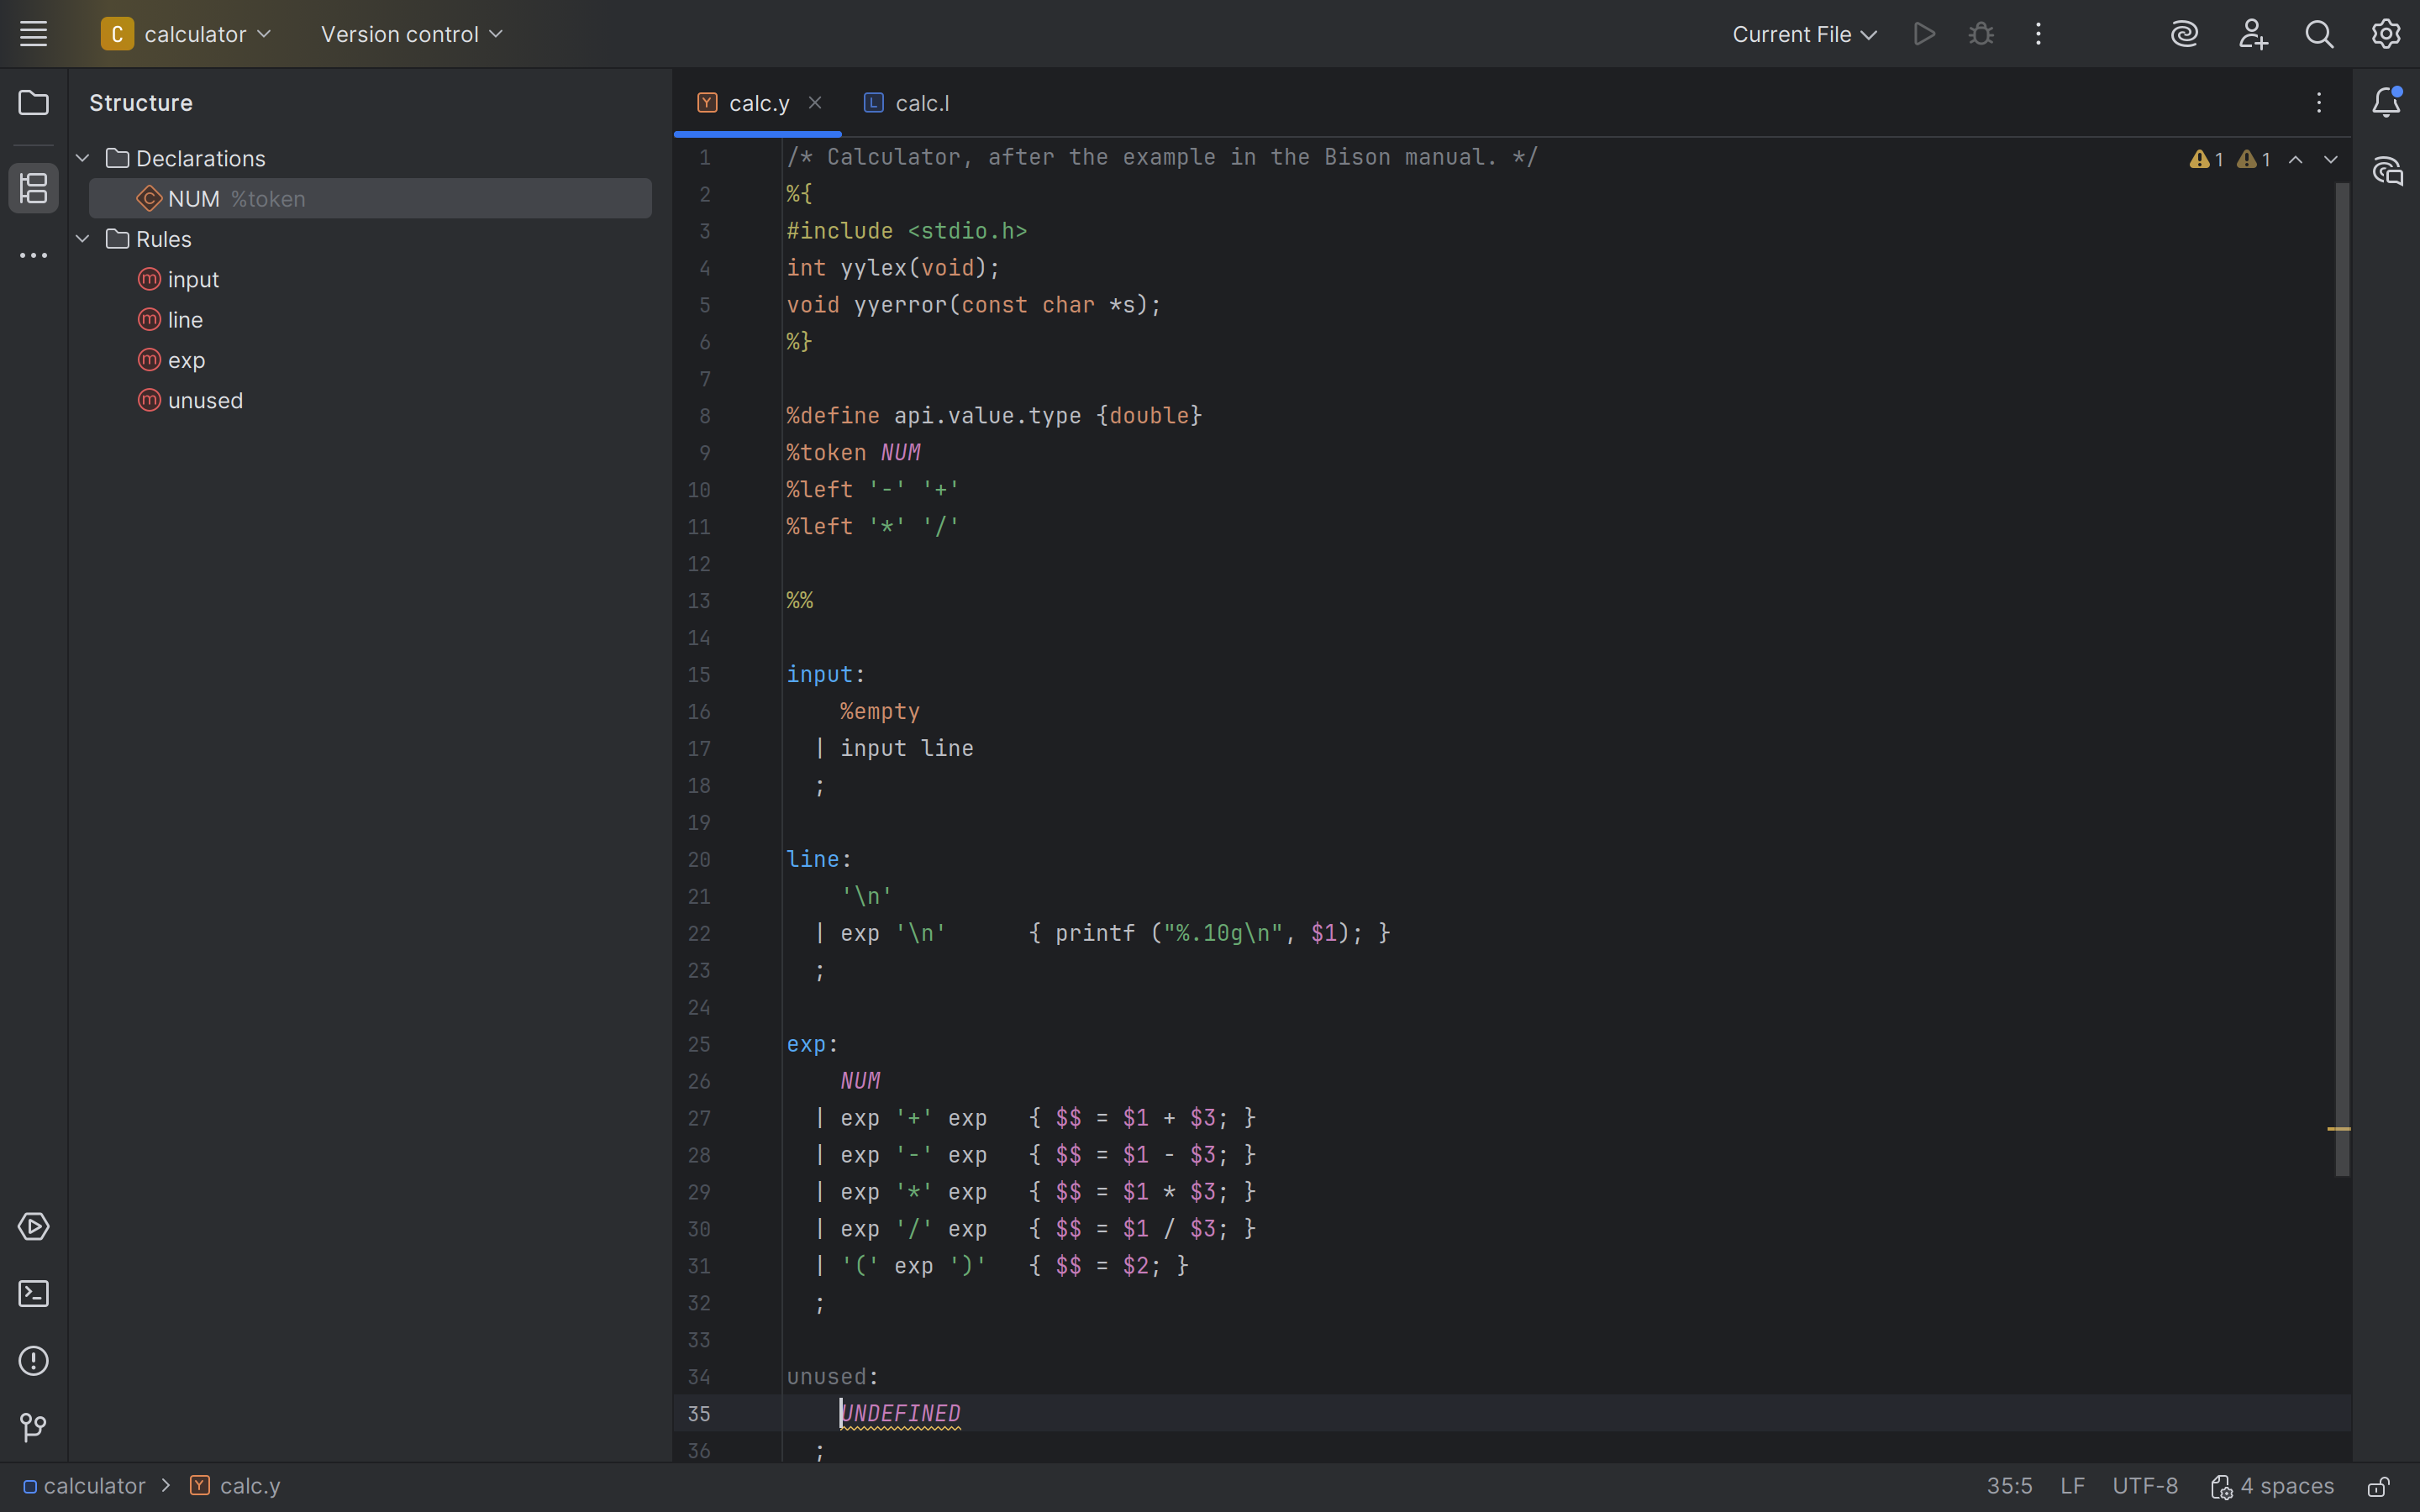 C calculator Version control Current File
Structure
Declarations
NUM %token
Rules
input
line
exp
unused
calc.y calc.l
1 1
1 /* Calculator, after the example in the Bison manual. */
2 %{
3 #include <stdio.h>
4 int yylex(void);
5 void yyerror(const char *s);
6 %}
7
8 %define api.value.type {double}
9 %token NUM
10 %left '-' '+'
11 %left '*' '/'
12
13 %%
14
15 input:
16     %empty
17   | input line
18   ;
19
20 line:
21     '\n'
22   | exp '\n'      { printf ("%.10g\n", $1); }
23   ;
24
25 exp:
26     NUM
27   | exp '+' exp   { $$ = $1 + $3; }
28   | exp '-' exp   { $$ = $1 - $3; }
29   | exp '*' exp   { $$ = $1 * $3; }
30   | exp '/' exp   { $$ = $1 / $3; }
31   | '(' exp ')'   { $$ = $2; }
32   ;
33
34 unused:
35     UNDEFINED
36   ;
calculator > calc.y 35:5 LF UTF-8 4 spaces